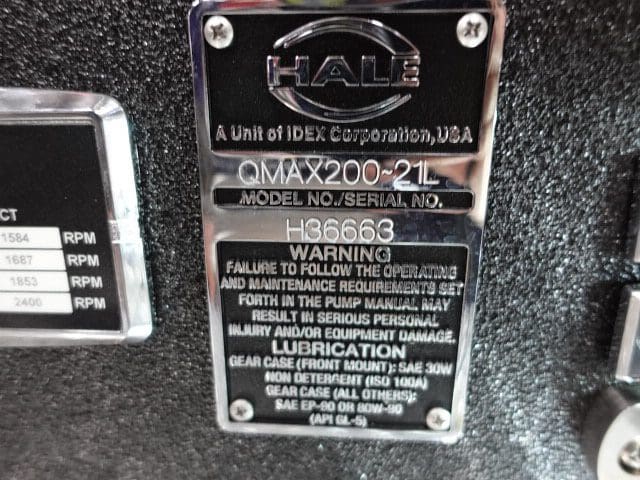 HALE
A Unit of IDEX Corporation, USA
QMAX200-21L
MODEL NO./SERIAL NO.
H36663
WARNING
FAILURE TO FOLLOW THE OPERATING
AND MAINTENANCE REQUIREMENTS SET
FORTH IN THE PUMP MANUAL MAY
RESULT IN SERIOUS PERSONAL
INJURY AND/OR EQUIPMENT DAMAGE.
LUBRICATION
GEAR CASE (FRONT MOUNT): SAE 30W
NON DETERGENT (ISO 100A)
GEAR CASE (ALL OTHERS):
SAE EP-90 OR 80W-90
(API GL-5)
CT
1584 RPM
1687 RPM
1853 RPM
2400 RPM